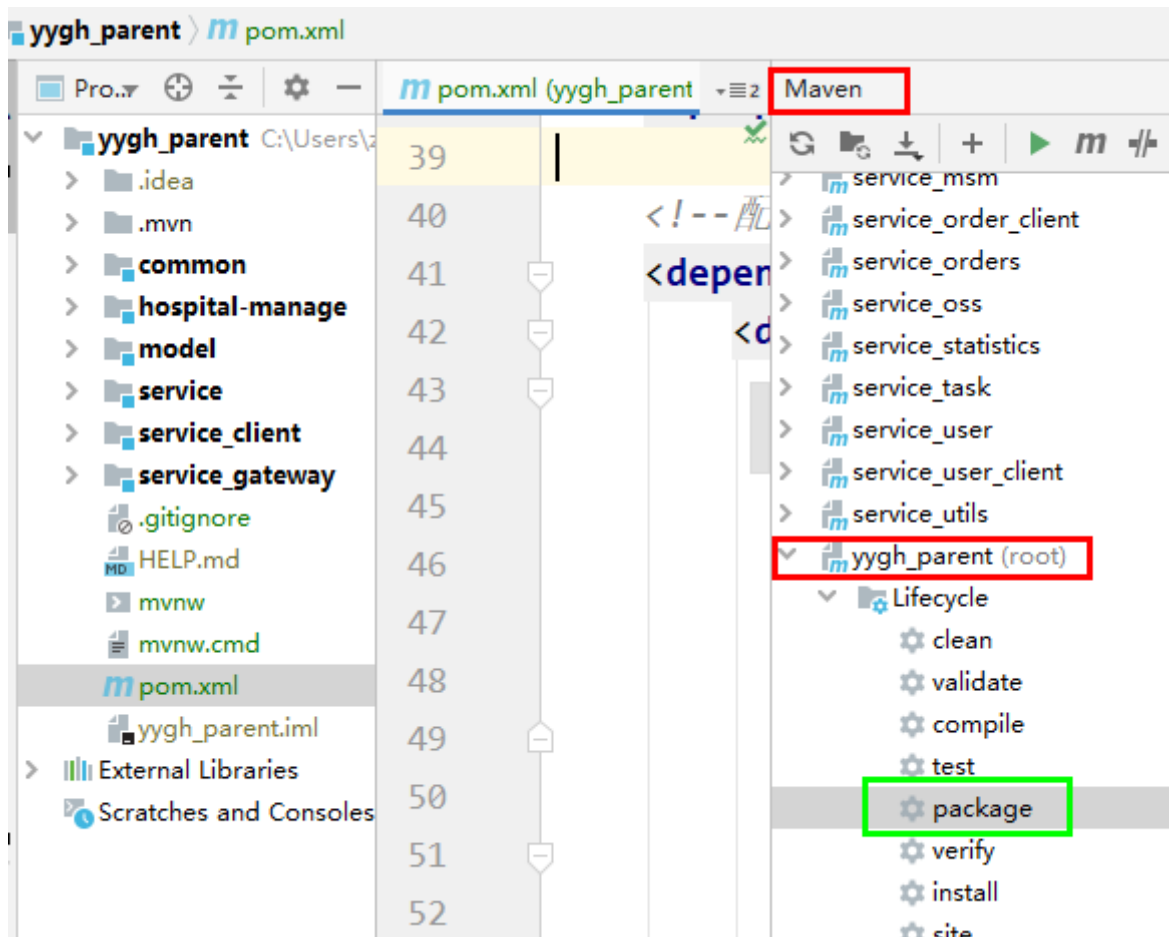 yygh_parent pom.xml
Pro..
pom.xml (yygh_parent
2
Maven
yygh_parent C:\Users\z
.idea
.mvn
common
hospital-manage
model
service
service_client
service_gateway
.gitignore
HELP.md
mvnw
mvnw.cmd
pom.xml
yygh_parent.iml
External Libraries
Scratches and Consoles
39
40 <!--配
41 <depen
42 <d
43
44
45
46
47
48
49
50
51
52
service_msm
service_order_client
service_orders
service_oss
service_statistics
service_task
service_user
service_user_client
service_utils
yygh_parent (root)
Lifecycle
clean
validate
compile
test
package
verify
install
site